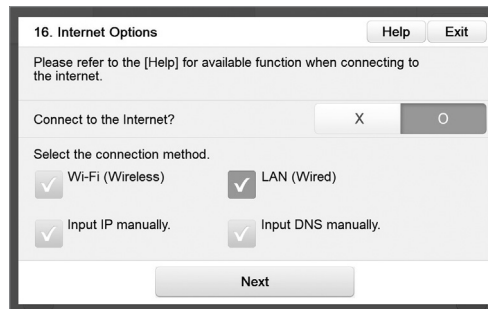 16. Internet Options
Help
Exit
Please refer to the [Help] for available function when connecting to
the internet.
Connect to the Internet?
X
O
Select the connection method.
Wi-Fi (Wireless)
LAN (Wired)
Input IP manually.
Input DNS manually.
Next